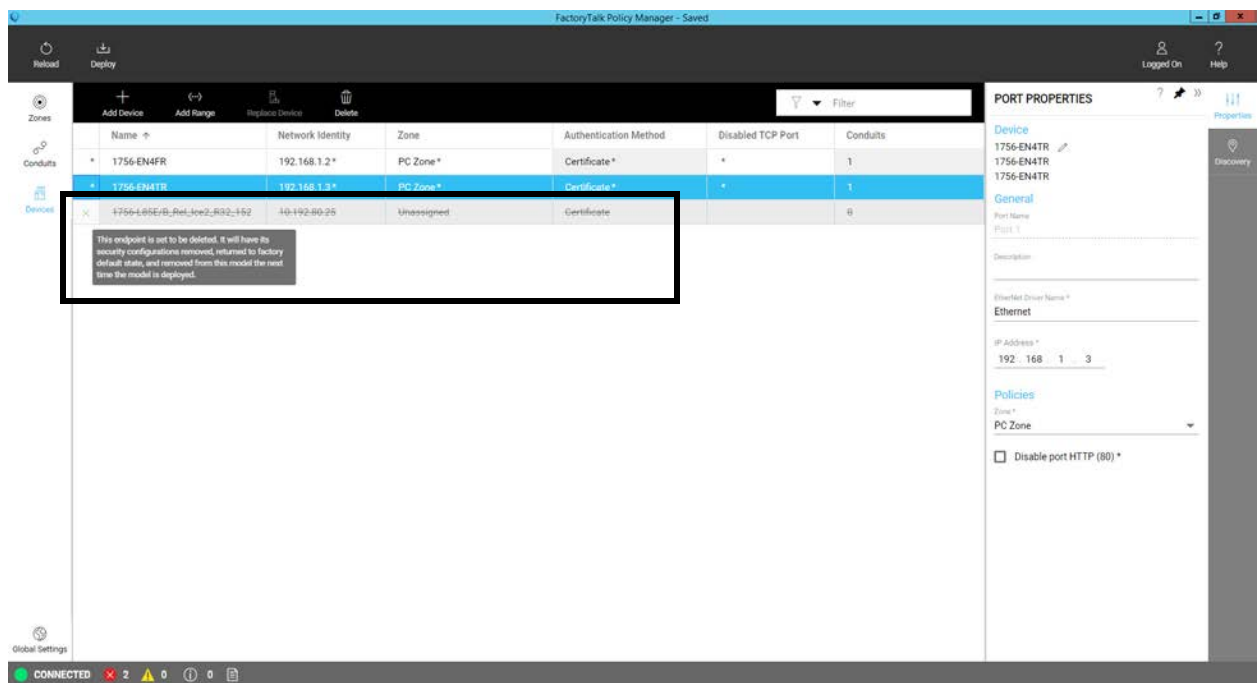 FactoryTalk Policy Manager - Saved
Reload
Deploy
Logged On
?
Help
Zones
Conduits
Devices
Global Settings
Add Device
Add Range
Replace Device
Delete
Filter
Name Network Identity Zone Authentication Method Disabled TCP Port Conduits
* 1756-EN4FR 192.168.1.2 * PC Zone * Certificate * * 1
* 1756-EN4TR 192.168.1.3 * PC Zone * Certificate * * 1
1756-L85E/B_Rel_Ice2_R32_152 10.192.80.25 Unassigned Certificate
This endpoint is set to be deleted. It will have its
security configurations removed, returned to factory
default state, and removed from this model the next
time the model is deployed.
PORT PROPERTIES ?
Device
1756-EN4TR
1756-EN4TR
1756-EN4TR
General
Port Name
Port 1
Description
EtherNet Driver Name *
Ethernet
IP Address *
192 . 168 . 1 . 3
Policies
Zone *
PC Zone
Disable port HTTP (80) *
Properties
Discovery
CONNECTED 2 0 0